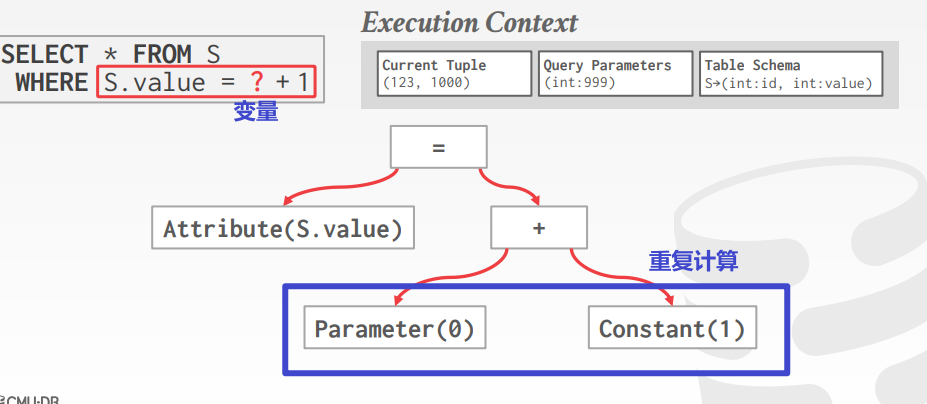 Execution Context
SELECT * FROM S
WHERE S.value = ? + 1
变量
Current Tuple
(123, 1000)
Query Parameters
(int:999)
Table Schema
S→(int:id, int:value)
=
Attribute(S.value)
+
重复计算
Parameter(0)
Constant(1)
CMU·DB